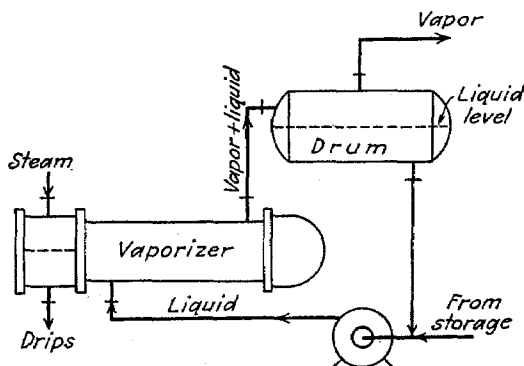 Vapor
Liquid
level
Vapor+liquid
Drum
Steam
Vaporizer
Liquid
From
storage
Drips